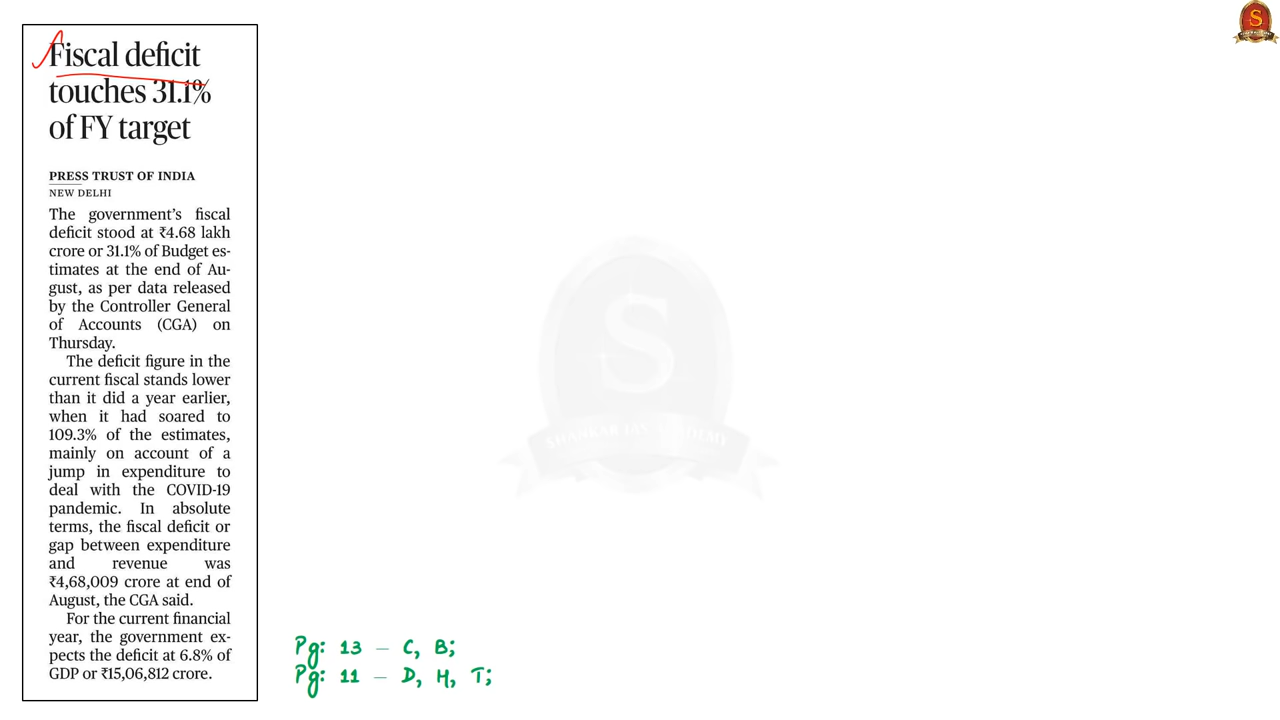 Fiscal deficit
touches 31.1%
of FY target
PRESS TRUST OF INDIA
NEW DELHI
The government’s fiscal
deficit stood at ₹4.68 lakh
crore or 31.1% of Budget es-
timates at the end of Au-
gust, as per data released
by the Controller General
of Accounts (CGA) on
Thursday.
The deficit figure in the
current fiscal stands lower
than it did a year earlier,
when it had soared to
109.3% of the estimates,
mainly on account of a
jump in expenditure to
deal with the COVID-19
pandemic. In absolute
terms, the fiscal deficit or
gap between expenditure
and revenue was
₹4,68,009 crore at end of
August, the CGA said.
For the current financial
year, the government ex-
pects the deficit at 6.8% of
GDP or ₹15,06,812 crore.
Pg: 13 – C, B;
Pg: 11 – D, H, T;
S
SHANKAR IAS ACADEMY
S